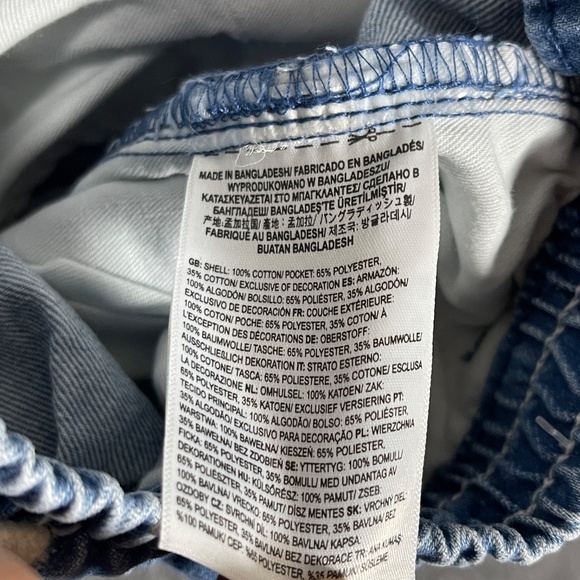 MADE IN BANGLADESH/ FABRICADO EN BANGLADÉS/
WYPRODUKOWANO W BANGLADESZU/
ΚΑΤΑΣΚΕΥΑΖΕΤΑΙ ΣΤΟ ΜΠΑΓΚΛΑΝΤΕΣ/ СДЕЛАНО В
БАНГЛАДЕШ/ BANGLADEŞ'TE ÜRETİLMİŞTİR/
产地:孟加拉国/ 產地:孟加拉/ バングラディッシュ製/
FABRIQUÉ AU BANGLADESH/ 제조국: 방글라데시/
BUATAN BANGLADESH
GB: SHELL: 100% COTTON/ POCKET: 65% POLYESTER,
35% COTTON/ EXCLUSIVE OF DECORATION ES: ARMAZÓN:
100% ALGODÓN/ BOLSILLO: 65% POLIÉSTER, 35% ALGODÓN/
EXCLUSIVO DE DECORACIÓN FR: COUCHE EXTÉRIEURE:
100% COTON/ POCHE: 65% POLYESTER, 35% COTON/ À
L'EXCEPTION DES DÉCORATIONS DE: OBERSTOFF:
100% BAUMWOLLE/ TASCHE: 65% POLYESTER, 35% BAUMWOLLE/
AUSSCHLIEßLICH DEKORATION IT: STRATO ESTERNO:
100% COTONE/ TASCA: 65% POLIESTERE, 35% COTONE/ ESCLUSA
LA DECORAZIONE NL: OMHULSEL: 100% KATOEN/ ZAK:
65% POLYESTER, 35% KATOEN/ EXCLUSIEF VERSIERING PT:
TECIDO PRINCIPAL: 100% ALGODÃO/ BOLSO: 65% POLIÉSTER,
35% ALGODÃO/ EXCLUSIVO PARA DECORAÇÃO PL: WIERZCHNIA
WARSTWA: 100% BAWEŁNA/ KIESZEŃ: 65% POLIESTER,
35% BAWEŁNA/ BEZ ZDOBIEŃ SE: YTTERTYG: 100% BOMULL/
FICKA: 65% POLYESTER, 35% BOMULL/ MED UNDANTAG AV
DEKORATIONEN HU: KÜLSŐRÉSZ: 100% PAMUT/ ZSEB:
65% POLIÉSZTER, 35% PAMUT/ DÍSZ MENTES SK: VRCHNÝ DEL:
100% BAVLNA/ VRECKO: 65% POLYESTER, 35% BAVLNA/ BEZ
OZDOBY CZ: SVRCHNÍ DÍL: 100% BAVLNA/ KAPSA:
65% POLYESTER, 35% BAVLNA/ BEZ DEKORACE TR: ANA KUMAŞ:
%100 PAMUK/ CEP: %65 POLYESTER, %35 PAMUK/ SÜSLEME